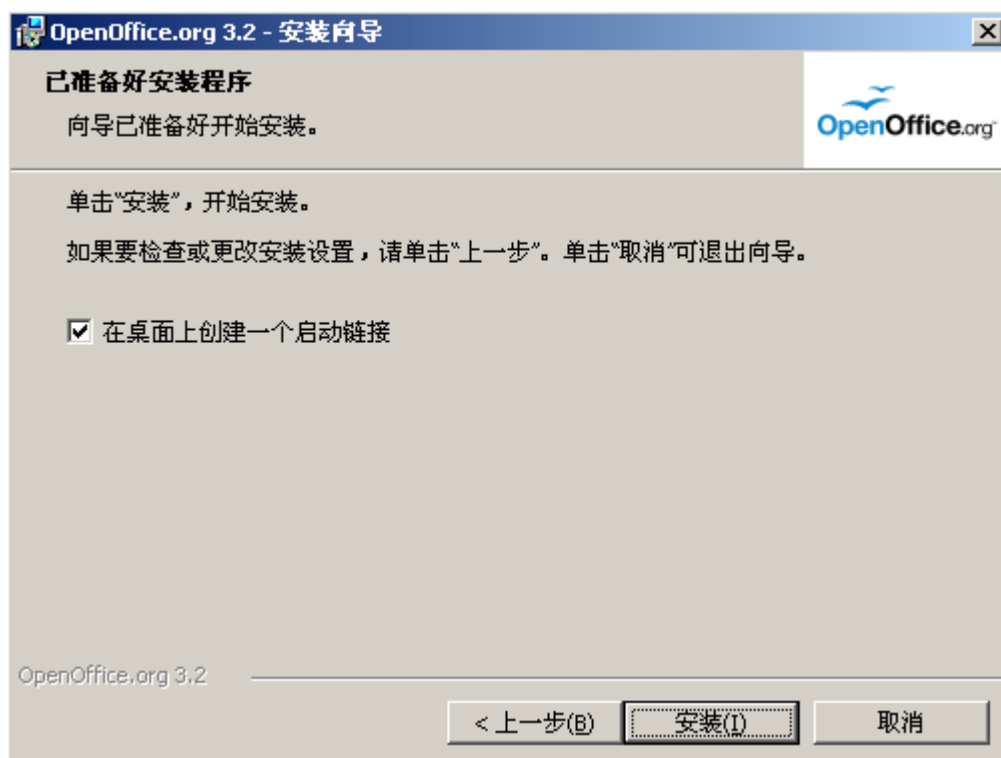 OpenOffice.org 3.2 - 安装向导
已准备好安装程序
向导已准备好开始安装。
OpenOffice.org
单击“安装”，开始安装。
如果要检查或更改安装设置，请单击“上一步”。单击“取消”可退出向导。
在桌面上创建一个启动链接
OpenOffice.org 3.2
< 上一步(B)
安装(I)
取消